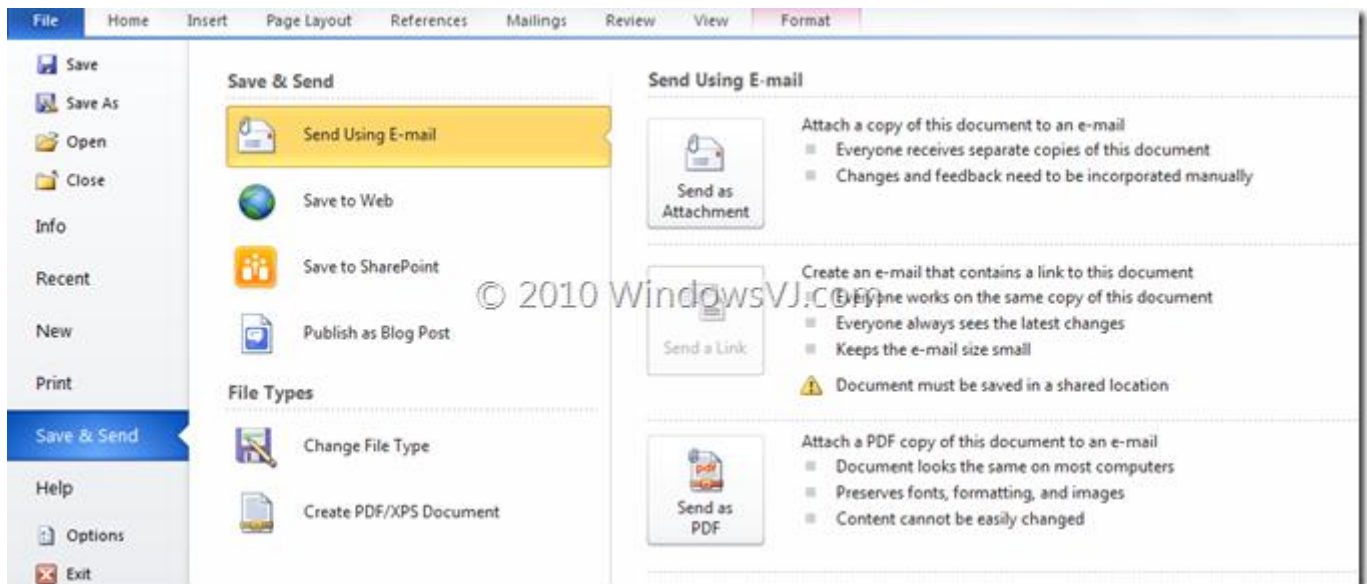 File Home Insert Page Layout References Mailings Review View Format
Save
Save As
Open
Close
Info
Recent
New
Print
Save & Send
Help
Options
Exit
Save & Send
Send Using E-mail
Save to Web
Save to SharePoint
Publish as Blog Post
File Types
Change File Type
Create PDF/XPS Document
Send Using E-mail
Send as
Attachment
Attach a copy of this document to an e-mail
Everyone receives separate copies of this document
Changes and feedback need to be incorporated manually
Send a Link
Create an e-mail that contains a link to this document
Everyone works on the same copy of this document
Everyone always sees the latest changes
Keeps the e-mail size small
Document must be saved in a shared location
Send as
PDF
pdf
Attach a PDF copy of this document to an e-mail
Document looks the same on most computers
Preserves fonts, formatting, and images
Content cannot be easily changed
© 2010 WindowsVJ.com